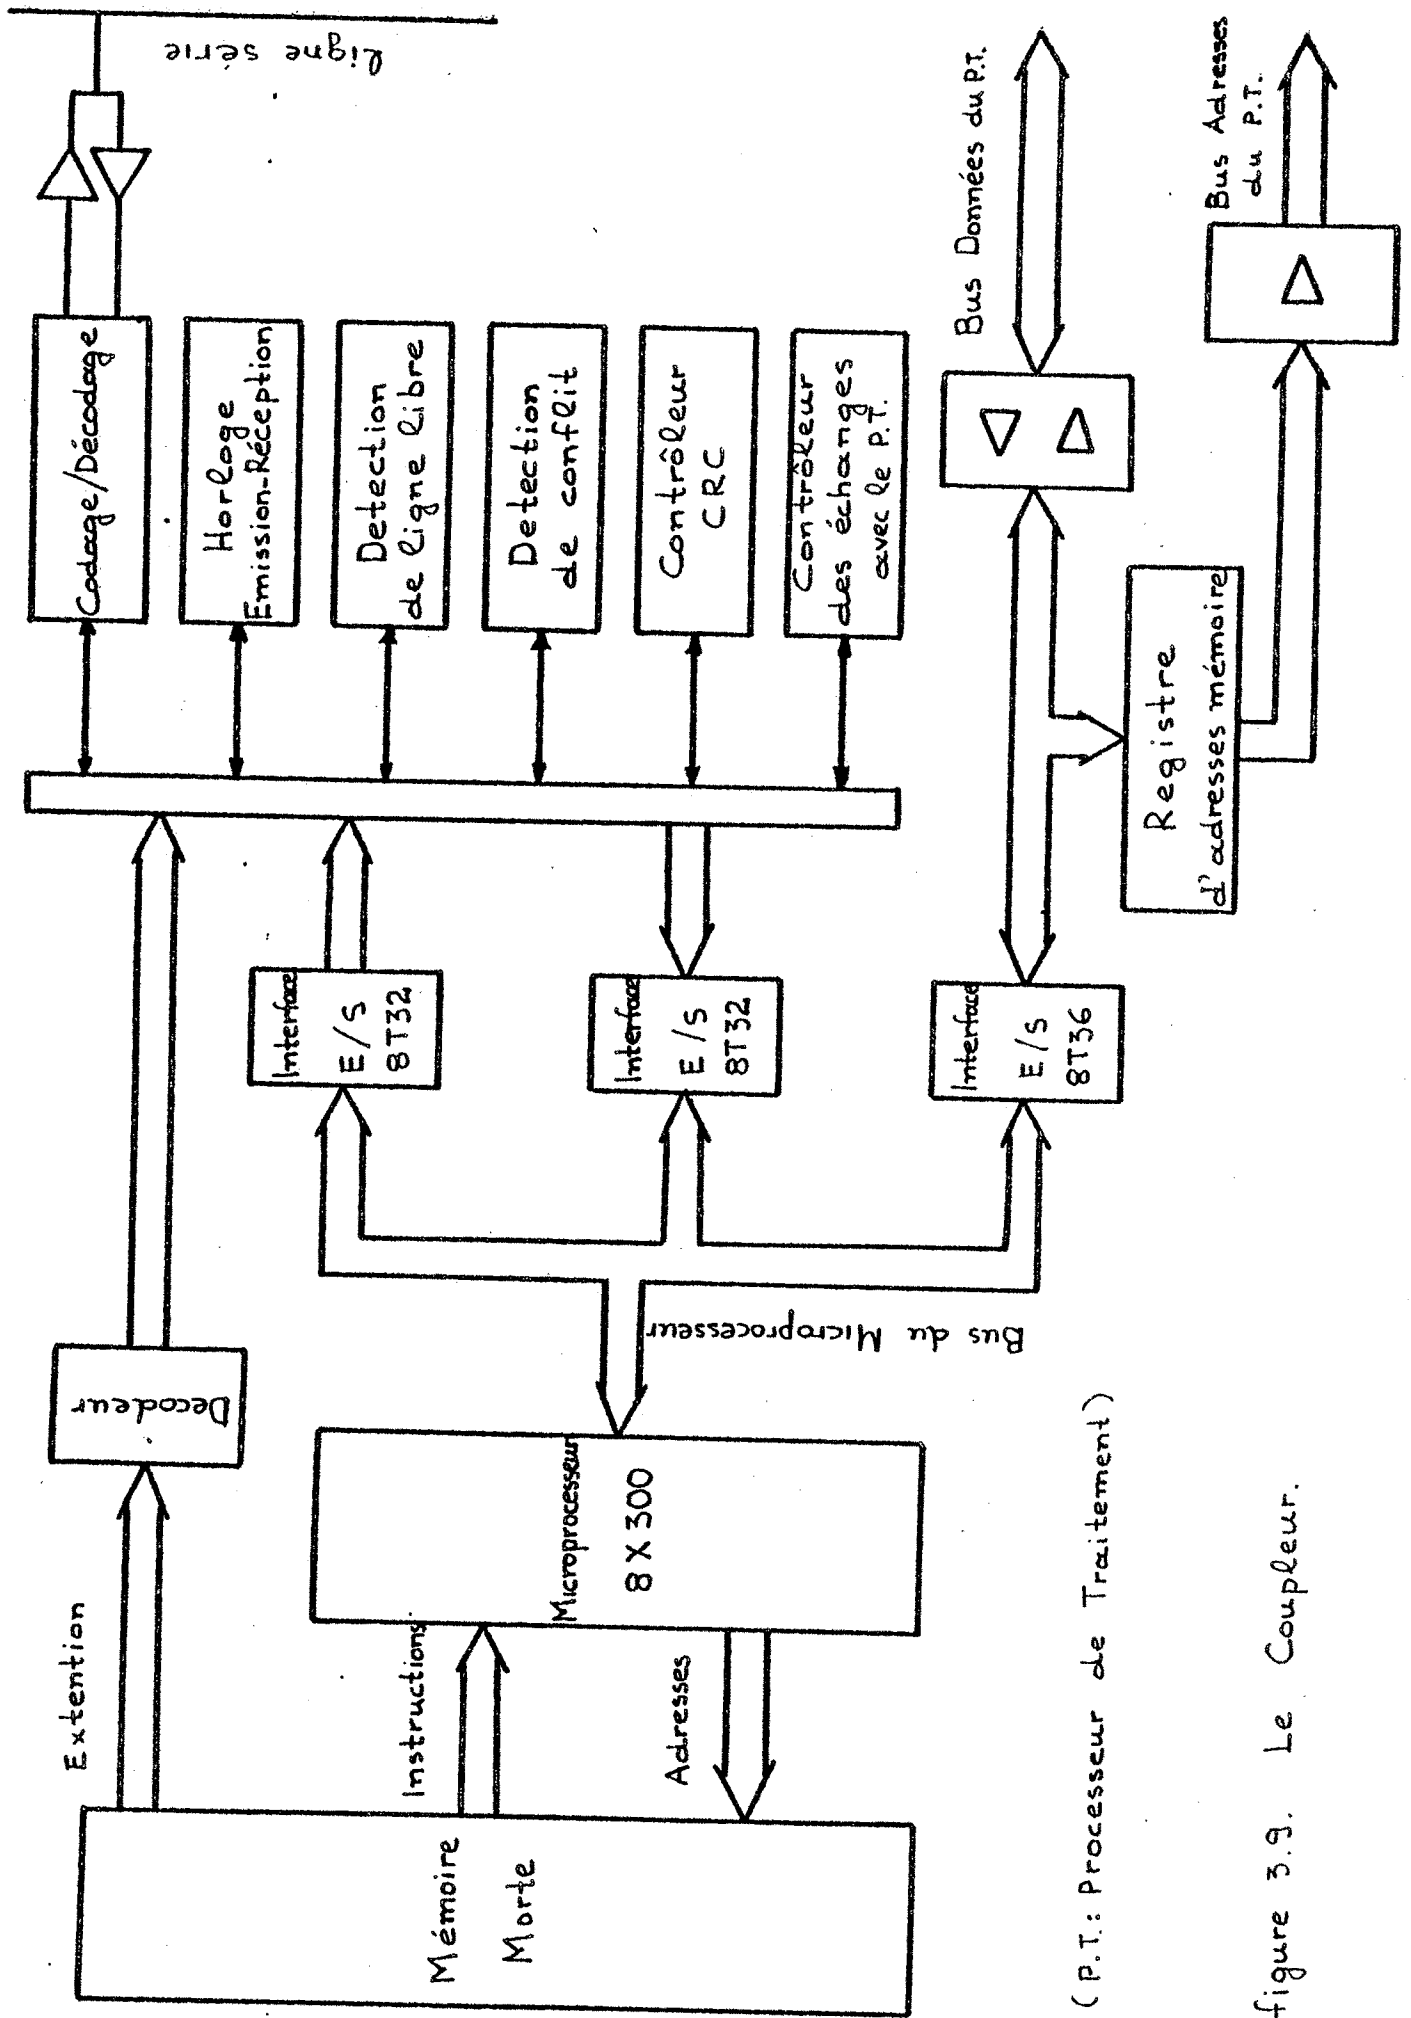 ligne série
Codage/Décodage
Horloge
Emission-Réception
Detection
de ligne libre
Detection
de conflit
Contrôleur
CRC
Contrôleur
des échanges
avec le P.T.
Bus Données du P.T.
Bus Adresses
du P.T.
Registre
d'adresses mémoire
Interface
E/S
8T32
Interface
E/S
8T32
Interface
E/S
8T36
Bus du Microprocesseur
Decodeur
Extention
Microprocesseur
8X300
Instructions
Adresses
Mémoire
Morte
(P.T.: Processeur de Traitement)
figure 3.9. Le Coupleur.